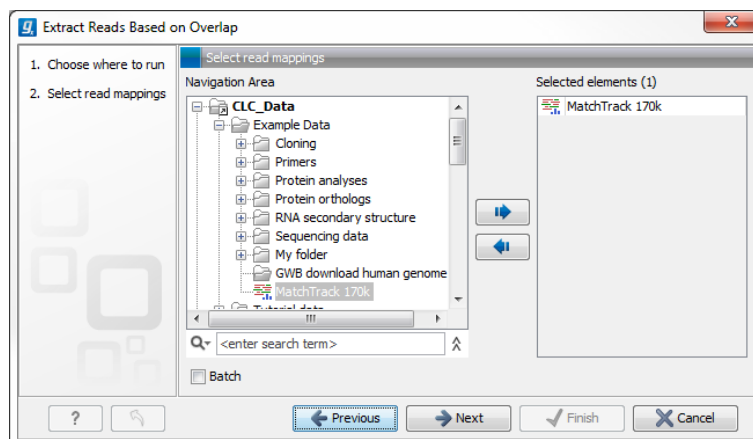 Extract Reads Based on Overlap
1. Choose where to run
2. Select read mappings
Select read mappings
Navigation Area
CLC_Data
Example Data
Cloning
Primers
Protein analyses
Protein orthologs
RNA secondary structure
Sequencing data
My folder
GWB download human genome
MatchTrack 170k
Tutorial data
<enter search term>
Batch
Selected elements (1)
MatchTrack 170k
?
Previous
Next
Finish
Cancel